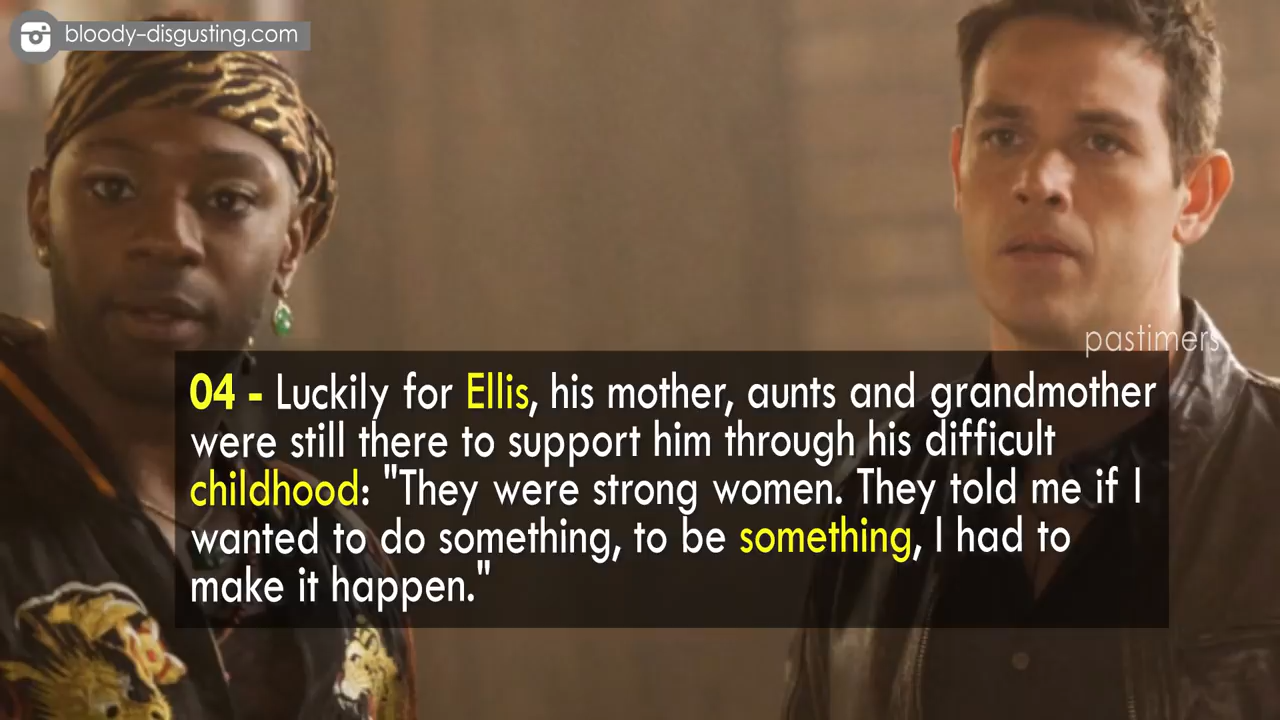 bloody-disgusting.com
pastimers
04 - Luckily for Ellis, his mother, aunts and grandmother
were still there to support him through his difficult
childhood: "They were strong women. They told me if I
wanted to do something, to be something, I had to
make it happen."